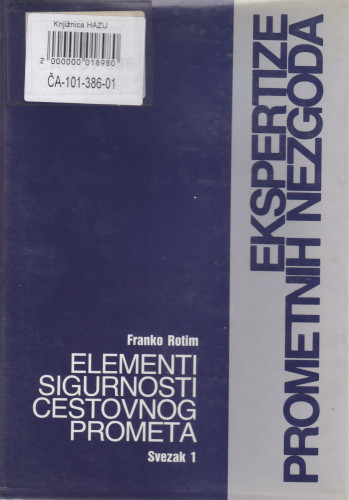 Knjižnica HAZU
2 000000 018980
ČA-101-386-01
EKSPERTIZE
PROMETNIH NEZGODA
Franko Rotim
ELEMENTI
SIGURNOSTI
CESTOVNOG
PROMETA
Svezak 1